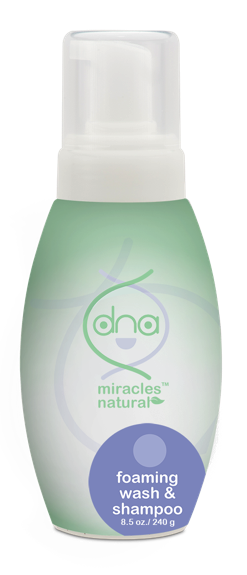 dna
miracles™
natural
foaming
wash &
shampoo
8.5 oz./ 240 g